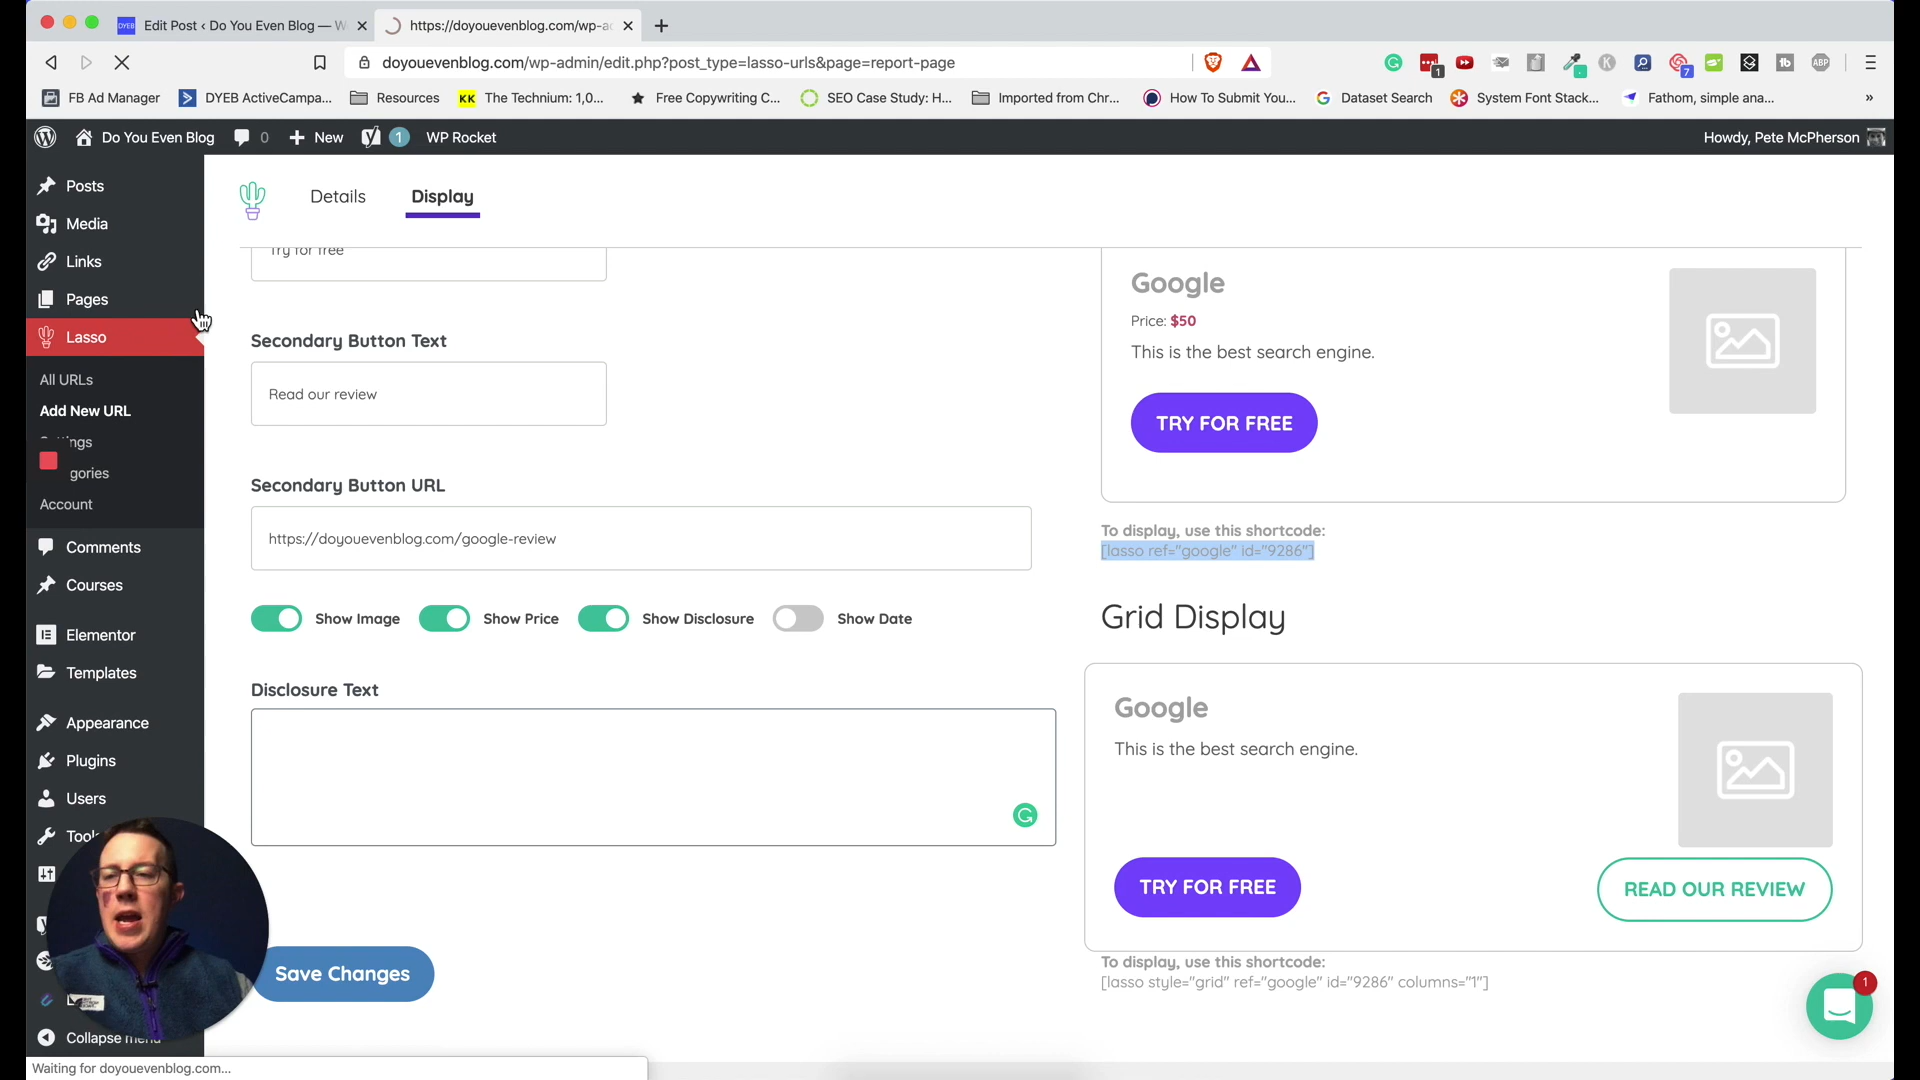 DYEB Edit Post ‹ Do You Even Blog — W
https://doyouevenblog.com/wp-ac
doyouevenblog.com/wp-admin/edit.php?post_type=lasso-urls&page=report-page
1
7
tb
ABP
FB Ad Manager
DYEB ActiveCampa...
Resources
KK The Technium: 1,0...
Free Copywriting C...
SEO Case Study: H...
Imported from Chr...
How To Submit You...
Dataset Search
System Font Stack...
Fathom, simple ana...
»
Do You Even Blog
0
New
1
WP Rocket
Howdy, Pete McPherson
Posts
Media
Links
Pages
Lasso
All URLs
Add New URL
gories
Account
Comments
Courses
Elementor
Templates
Appearance
Plugins
Users
Collapse menu
Details
Display
Try for free
Secondary Button Text
Read our review
Secondary Button URL
https://doyouevenblog.com/google-review
Show Image
Show Price
Show Disclosure
Show Date
Disclosure Text
Save Changes
Google
Price: $50
This is the best search engine.
TRY FOR FREE
To display, use this shortcode:
[lasso ref="google" id="9286"]
Grid Display
Google
This is the best search engine.
TRY FOR FREE
READ OUR REVIEW
To display, use this shortcode:
[lasso style="grid" ref="google" id="9286" columns="1"]
1
Waiting for doyouevenblog.com...